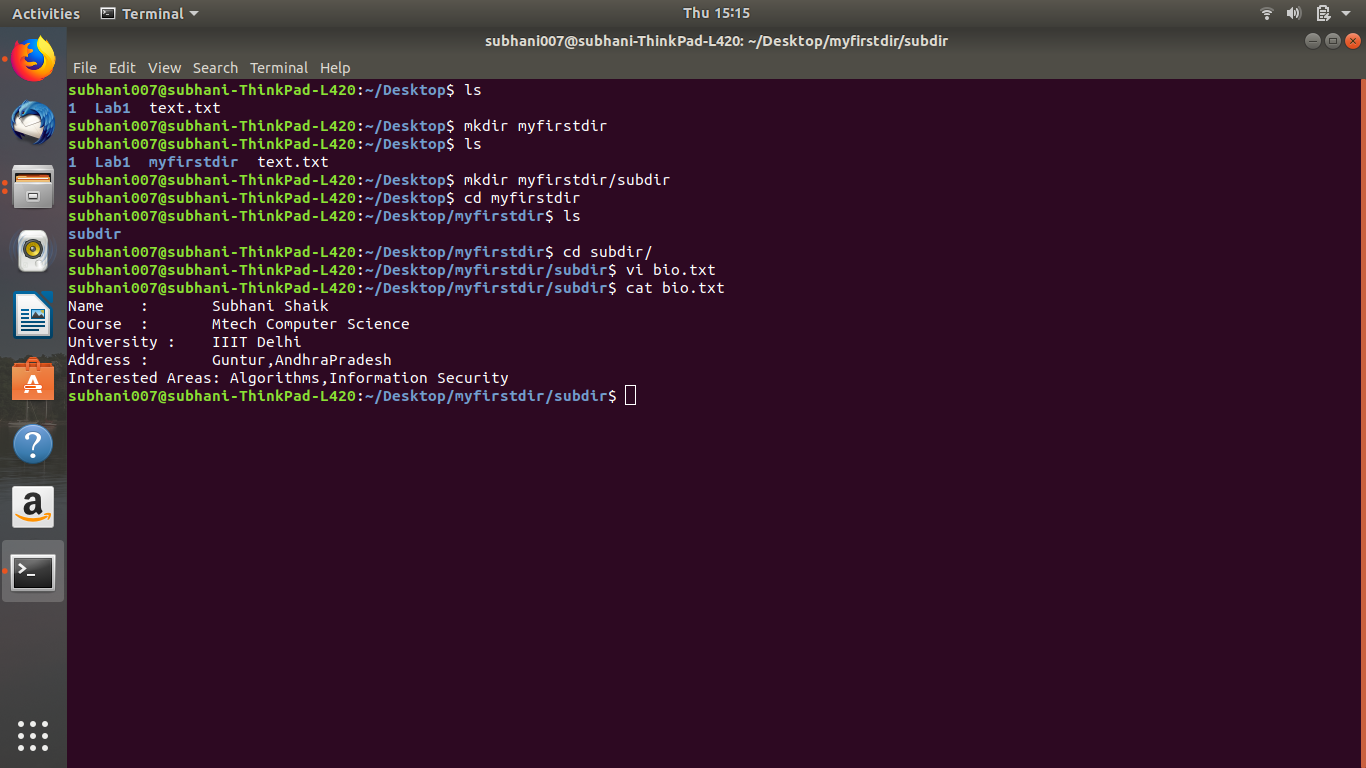 Activities Terminal Thu 15:15
subhani007@subhani-ThinkPad-L420: ~/Desktop/myfirstdir/subdir
File Edit View Search Terminal Help
subhani007@subhani-ThinkPad-L420:~/Desktop$ ls
1  Lab1  text.txt
subhani007@subhani-ThinkPad-L420:~/Desktop$ mkdir myfirstdir
subhani007@subhani-ThinkPad-L420:~/Desktop$ ls
1  Lab1  myfirstdir  text.txt
subhani007@subhani-ThinkPad-L420:~/Desktop$ mkdir myfirstdir/subdir
subhani007@subhani-ThinkPad-L420:~/Desktop$ cd myfirstdir
subhani007@subhani-ThinkPad-L420:~/Desktop/myfirstdir$ ls
subdir
subhani007@subhani-ThinkPad-L420:~/Desktop/myfirstdir$ cd subdir/
subhani007@subhani-ThinkPad-L420:~/Desktop/myfirstdir/subdir$ vi bio.txt
subhani007@subhani-ThinkPad-L420:~/Desktop/myfirstdir/subdir$ cat bio.txt
Name    :       Subhani Shaik
Course  :       Mtech Computer Science
University :    IIIT Delhi
Address :       Guntur,AndhraPradesh
Interested Areas: Algorithms,Information Security
subhani007@subhani-ThinkPad-L420:~/Desktop/myfirstdir/subdir$